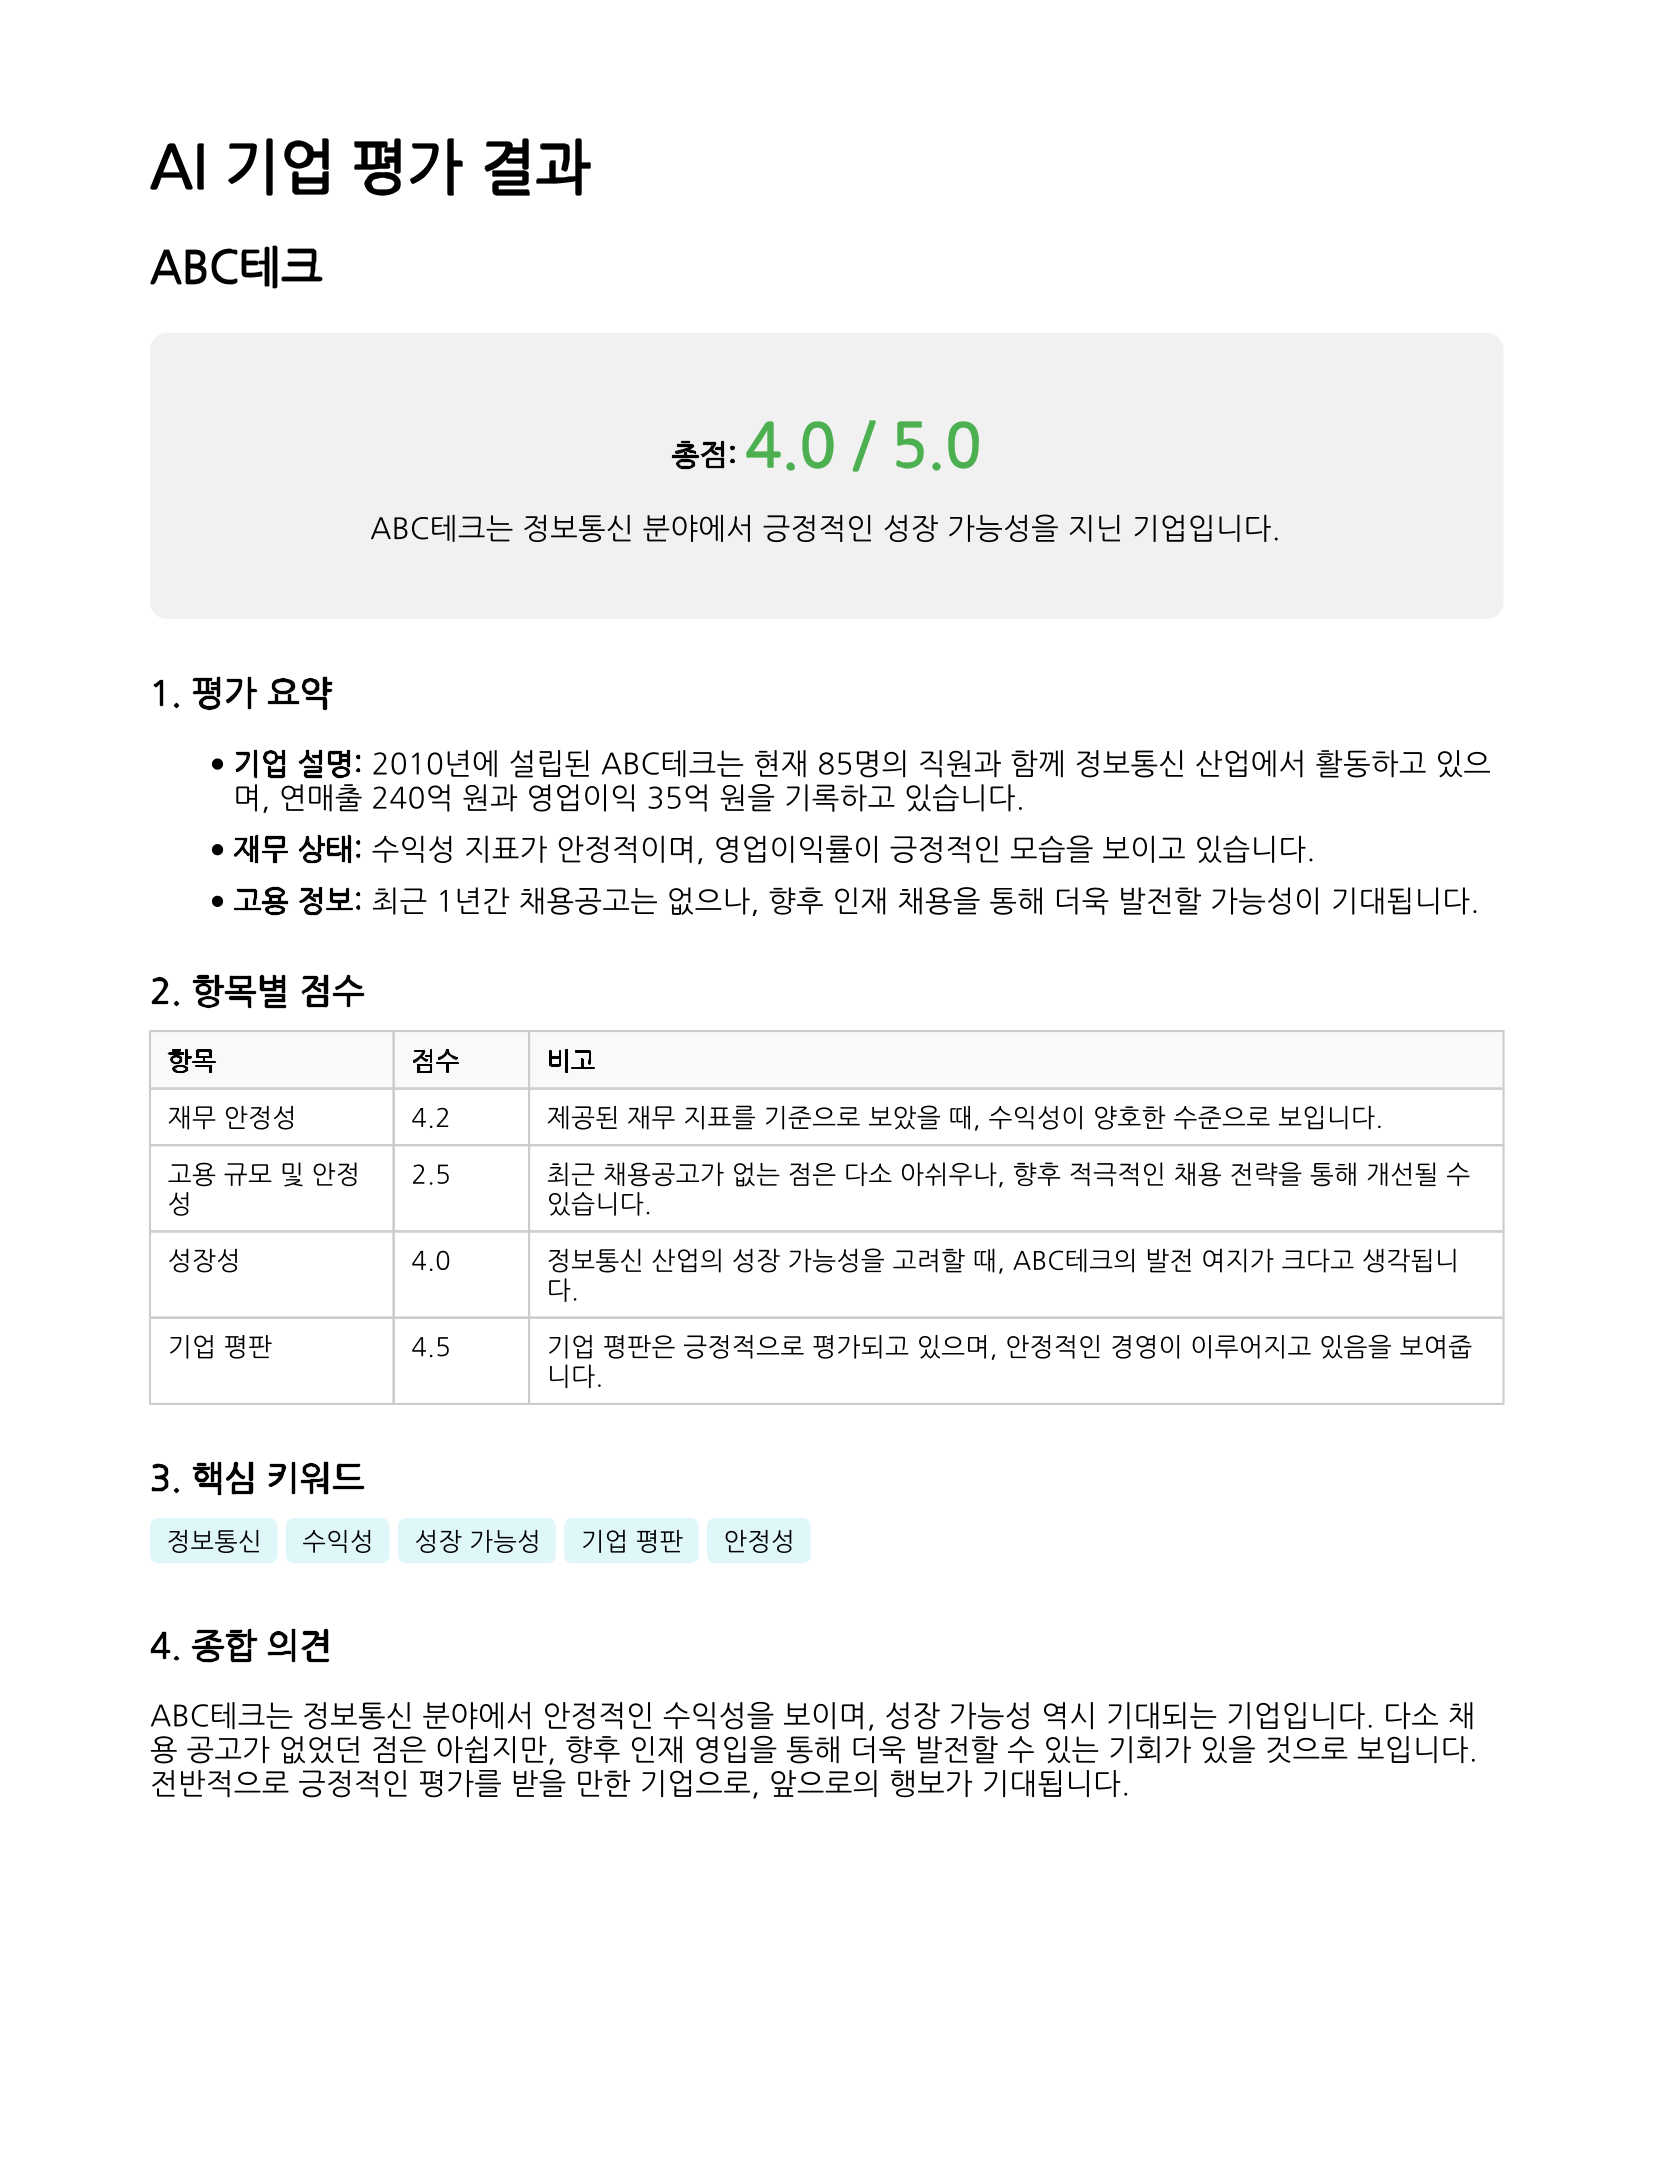 AI 기업 평가 결과
ABC테크
총점: 4.0 / 5.0
ABC테크는 정보통신 분야에서 긍정적인 성장 가능성을 지닌 기업입니다.
1. 평가 요약
● 기업 설명: 2010년에 설립된 ABC테크는 현재 85명의 직원과 함께 정보통신 산업에서 활동하고 있으
며, 연매출 240억 원과 영업이익 35억 원을 기록하고 있습니다.
● 재무 상태: 수익성 지표가 안정적이며, 영업이익률이 긍정적인 모습을 보이고 있습니다.
● 고용 정보: 최근 1년간 채용공고는 없으나, 향후 인재 채용을 통해 더욱 발전할 가능성이 기대됩니다.
2. 항목별 점수
항목 점수 비고
재무 안정성 4.2 제공된 재무 지표를 기준으로 보았을 때, 수익성이 양호한 수준으로 보입니다.
고용 규모 및 안정 2.5 최근 채용공고가 없는 점은 다소 아쉬우나, 향후 적극적인 채용 전략을 통해 개선될 수
성 있습니다.
성장성 4.0 정보통신 산업의 성장 가능성을 고려할 때, ABC테크의 발전 여지가 크다고 생각됩니
다.
기업 평판 4.5 기업 평판은 긍정적으로 평가되고 있으며, 안정적인 경영이 이루어지고 있음을 보여줍
니다.
3. 핵심 키워드
정보통신 수익성 성장 가능성 기업 평판 안정성
4. 종합 의견
ABC테크는 정보통신 분야에서 안정적인 수익성을 보이며, 성장 가능성 역시 기대되는 기업입니다. 다소 채
용 공고가 없었던 점은 아쉽지만, 향후 인재 영입을 통해 더욱 발전할 수 있는 기회가 있을 것으로 보입니다.
전반적으로 긍정적인 평가를 받을 만한 기업으로, 앞으로의 행보가 기대됩니다.